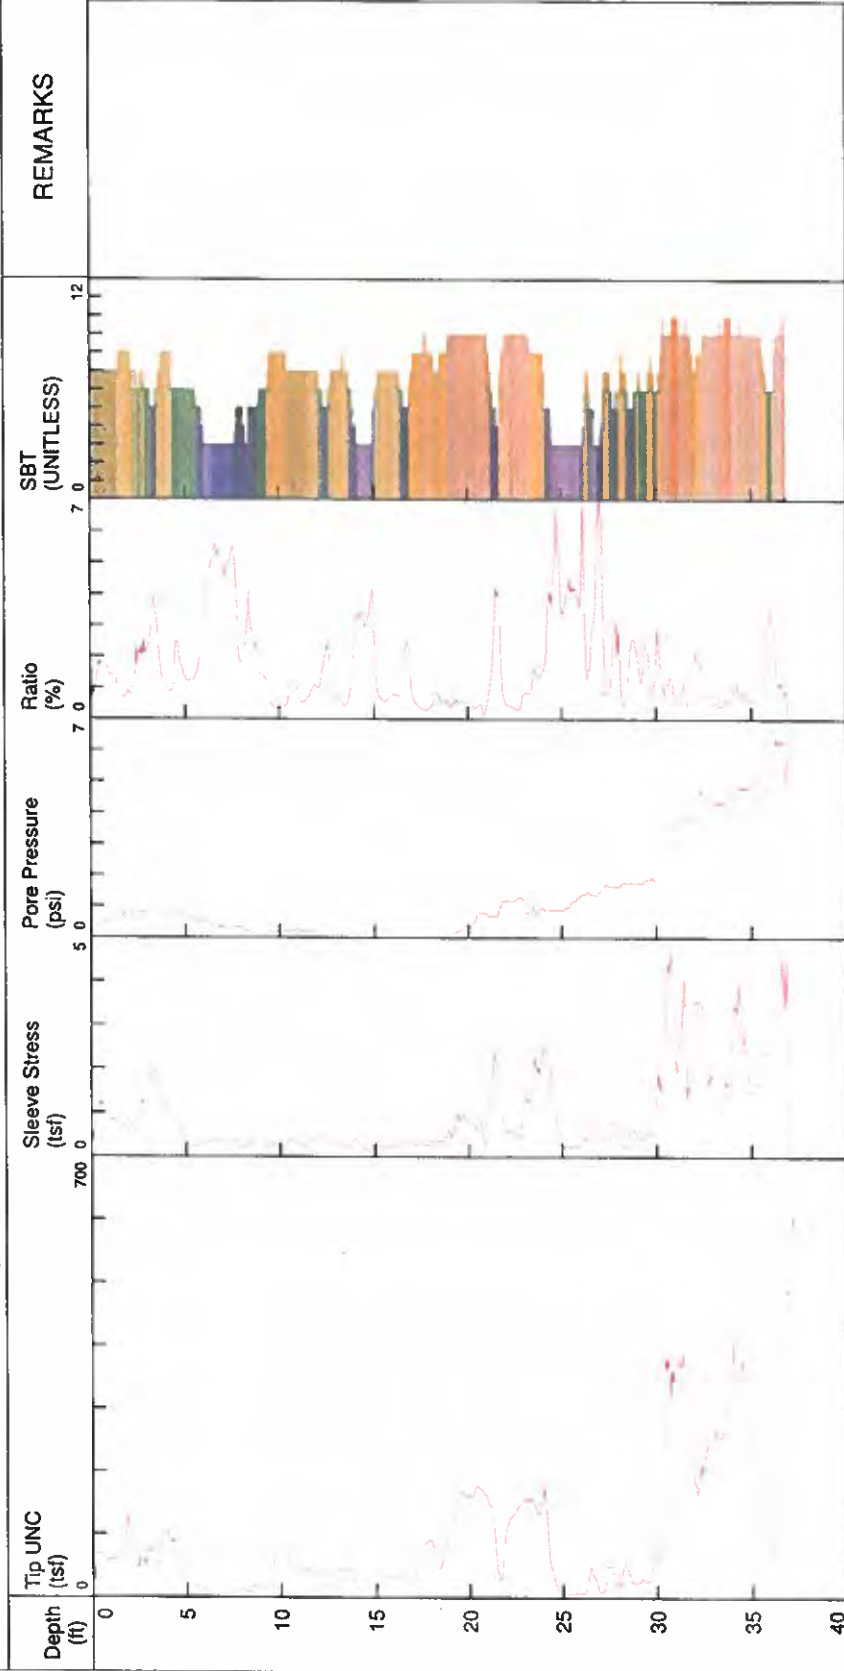 Depth
(ft)
Tip UNC
(tsf)
0 700
Sleeve Stress
(tsf)
0 5
Pore Pressure
(psi)
0 7
Ratio
(%)
0 7
SBT
(UNITLESS)
0 12
REMARKS
0
5
10
15
20
25
30
35
40